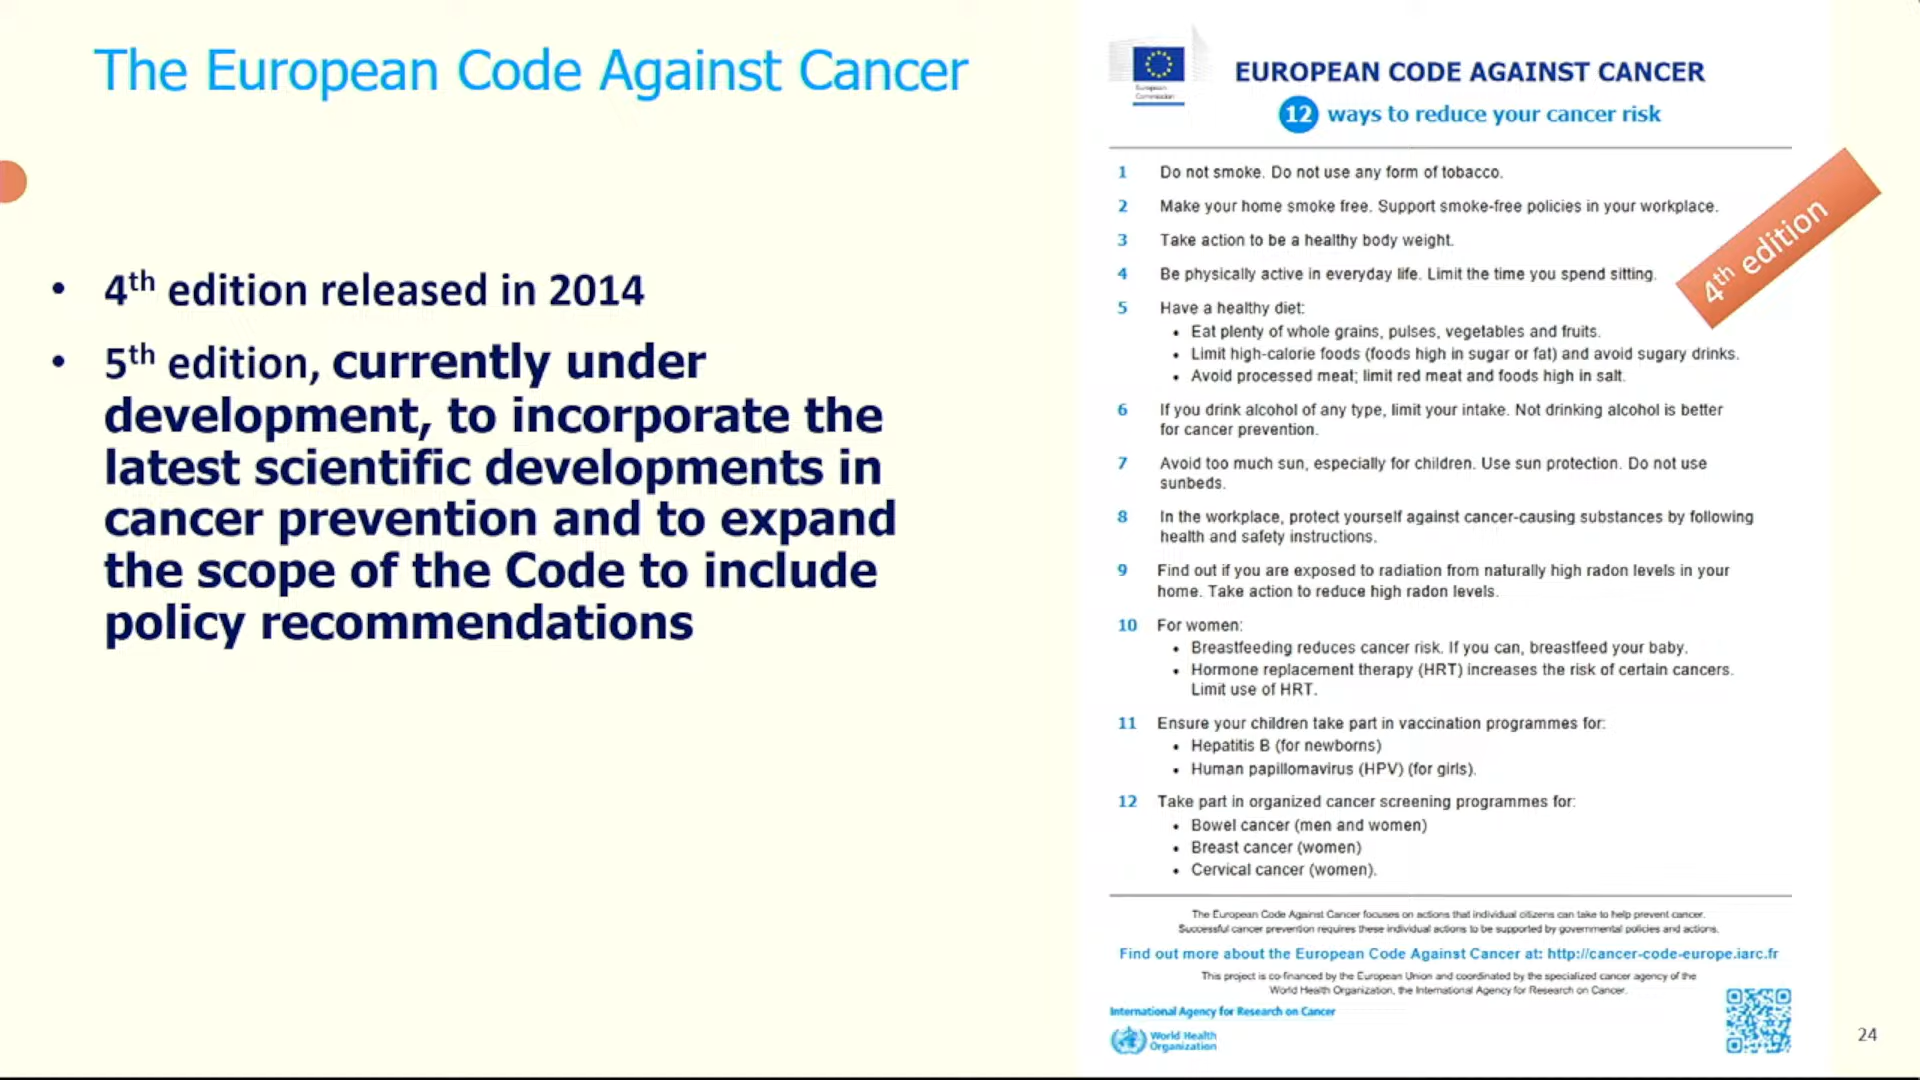 The European Code Against Cancer
• 4th edition released in 2014
• 5th edition, currently under
development, to incorporate the
latest scientific developments in
cancer prevention and to expand
the scope of the Code to include
policy recommendations
European
Commission
EUROPEAN CODE AGAINST CANCER
12 ways to reduce your cancer risk
4th edition
1 Do not smoke. Do not use any form of tobacco.
2 Make your home smoke free. Support smoke-free policies in your workplace.
3 Take action to be a healthy body weight.
4 Be physically active in everyday life. Limit the time you spend sitting.
5 Have a healthy diet:
• Eat plenty of whole grains, pulses, vegetables and fruits.
• Limit high-calorie foods (foods high in sugar or fat) and avoid sugary drinks.
• Avoid processed meat; limit red meat and foods high in salt.
6 If you drink alcohol of any type, limit your intake. Not drinking alcohol is better
for cancer prevention.
7 Avoid too much sun, especially for children. Use sun protection. Do not use
sunbeds.
8 In the workplace, protect yourself against cancer-causing substances by following
health and safety instructions.
9 Find out if you are exposed to radiation from naturally high radon levels in your
home. Take action to reduce high radon levels.
10 For women:
• Breastfeeding reduces cancer risk. If you can, breastfeed your baby.
• Hormone replacement therapy (HRT) increases the risk of certain cancers.
Limit use of HRT.
11 Ensure your children take part in vaccination programmes for:
• Hepatitis B (for newborns)
• Human papillomavirus (HPV) (for girls).
12 Take part in organized cancer screening programmes for:
• Bowel cancer (men and women)
• Breast cancer (women)
• Cervical cancer (women).
The European Code Against Cancer focuses on actions that individual citizens can take to help prevent cancer.
Successful cancer prevention requires these individual actions to be supported by governmental policies and actions.
Find out more about the European Code Against Cancer at: http://cancer-code-europe.iarc.fr
This project is co-financed by the European Union and coordinated by the specialized cancer agency of the
World Health Organization, the International Agency for Research on Cancer.
International Agency for Research on Cancer
World Health
Organization
24